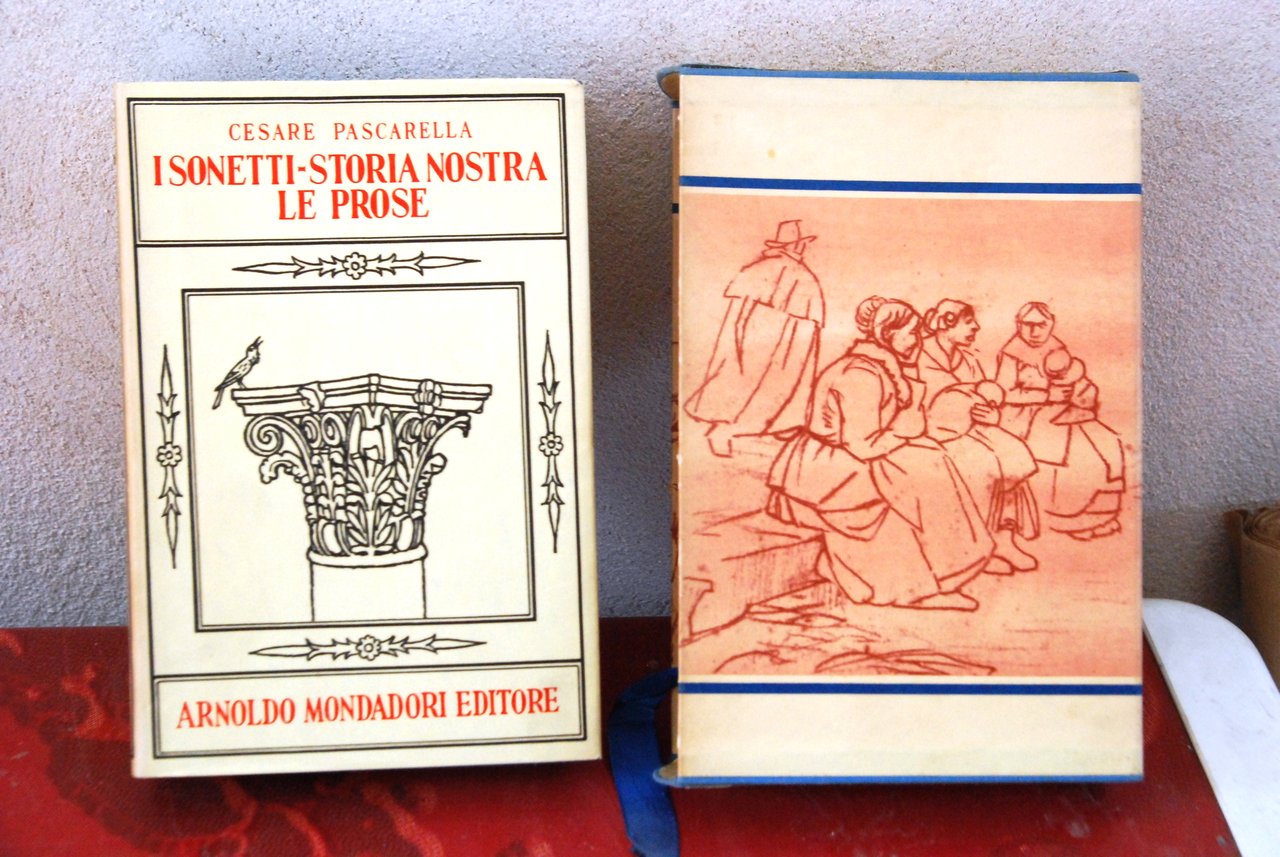 CESARE PASCARELLA
I SONETTI-STORIA NOSTRA
LE PROSE
ARNOLDO MONDADORI EDITORE